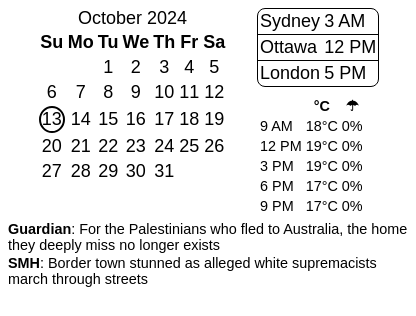 October 2024
Su Mo Tu We Th Fr Sa
1 2 3 4 5
6 7 8 9 10 11 12
13 14 15 16 17 18 19
20 21 22 23 24 25 26
27 28 29 30 31
Sydney 3 AM
Ottawa 12 PM
London 5 PM
°C ☂
9 AM 18°C 0%
12 PM 19°C 0%
3 PM 19°C 0%
6 PM 17°C 0%
9 PM 17°C 0%
Guardian: For the Palestinians who fled to Australia, the home
they deeply miss no longer exists
SMH: Border town stunned as alleged white supremacists
march through streets